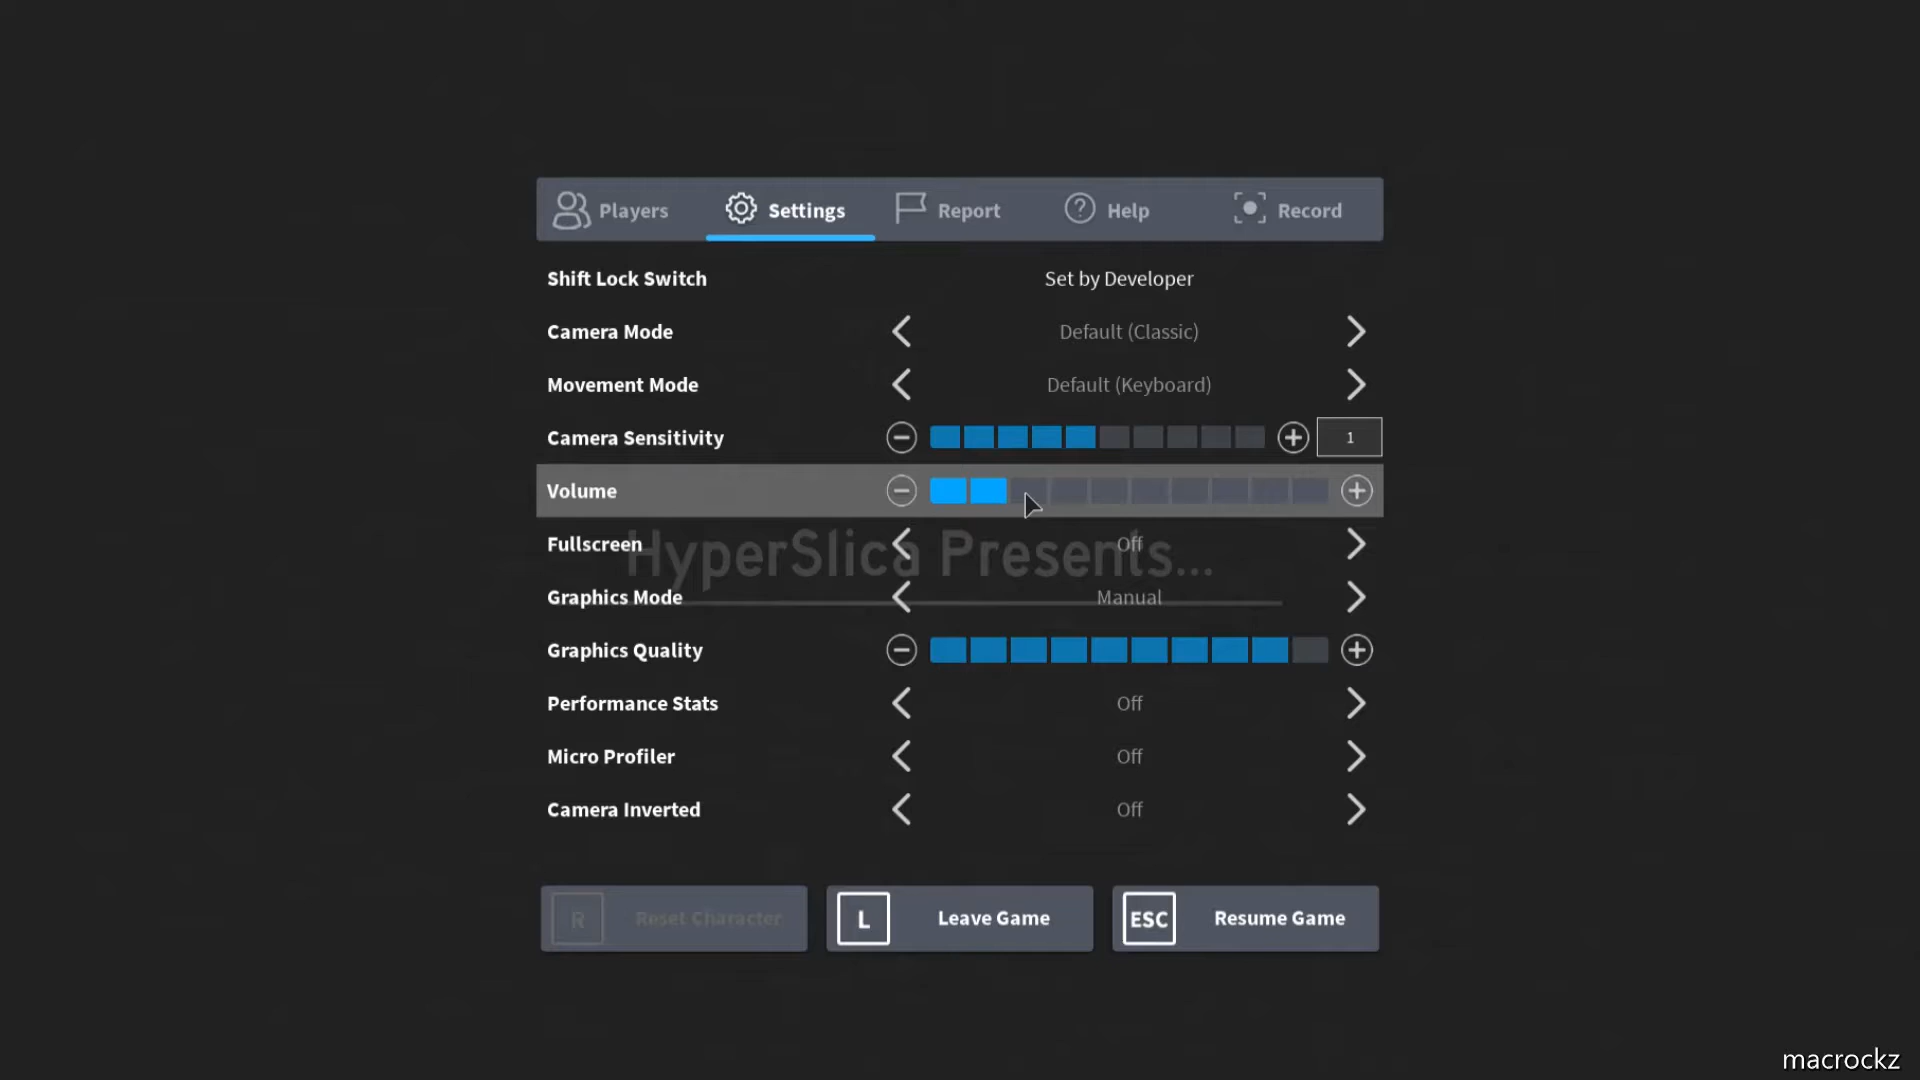 Players Settings Report Help Record
Shift Lock Switch Set by Developer
Camera Mode Default (Classic)
Movement Mode Default (Keyboard)
Camera Sensitivity 1
Volume
HyperSlica Presents...
Fullscreen Off
Graphics Mode Manual
Graphics Quality
Performance Stats Off
Micro Profiler Off
Camera Inverted Off
R Reset Character L Leave Game ESC Resume Game
macrockz